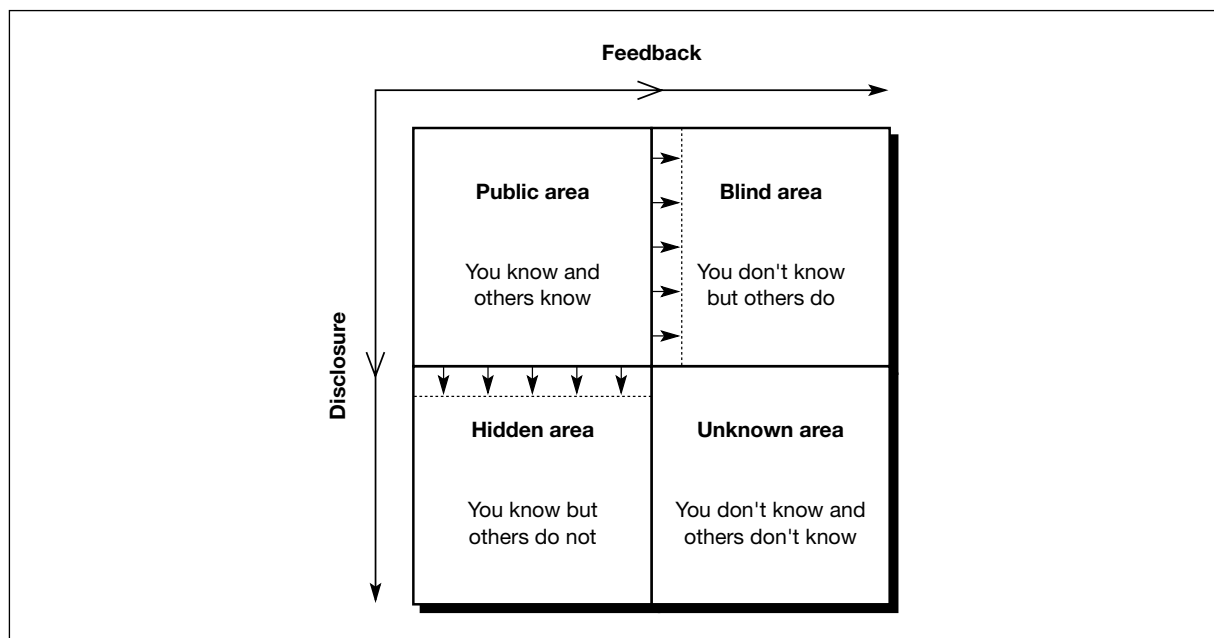 Feedback
Disclosure
Public area
You know and
others know
Blind area
You don't know
but others do
Hidden area
You know but
others do not
Unknown area
You don't know and
others don't know